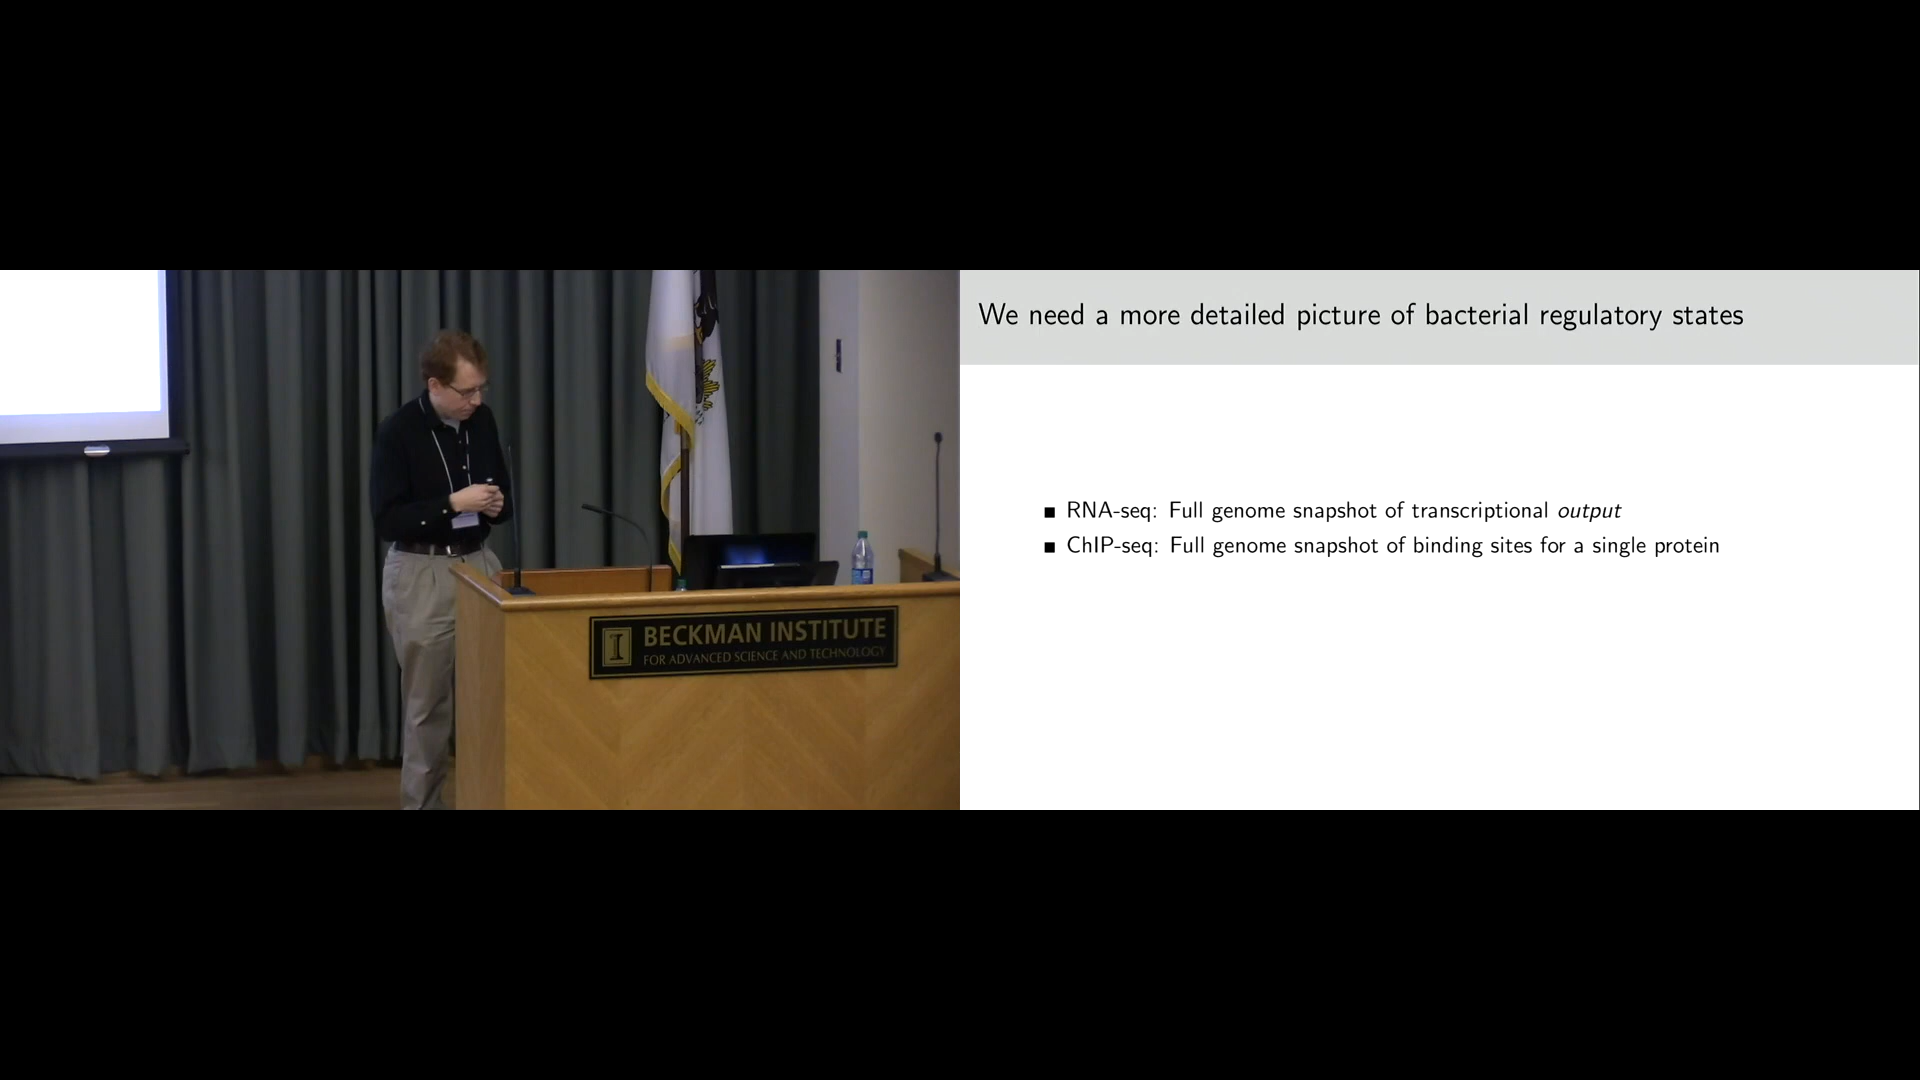 We need a more detailed picture of bacterial regulatory states
■ RNA-seq: Full genome snapshot of transcriptional output
■ ChIP-seq: Full genome snapshot of binding sites for a single protein
I BECKMAN INSTITUTE
FOR ADVANCED SCIENCE AND TECHNOLOGY